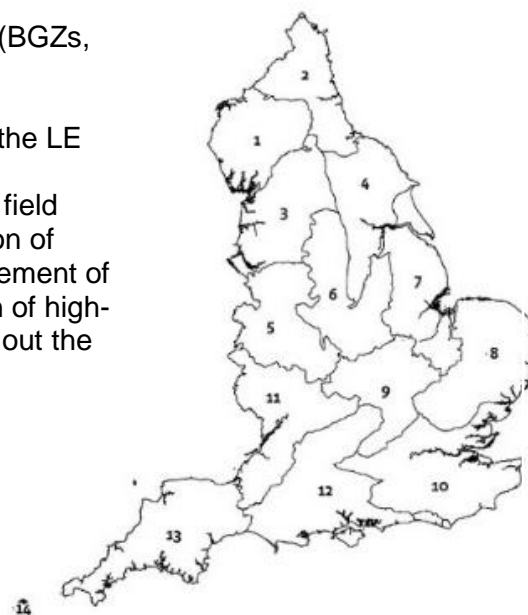 (BGZs,
the LE
field
on of
ement of
n of high-
out the
2
1
4
3
7
6
5
8
9
11
10
12
13
14